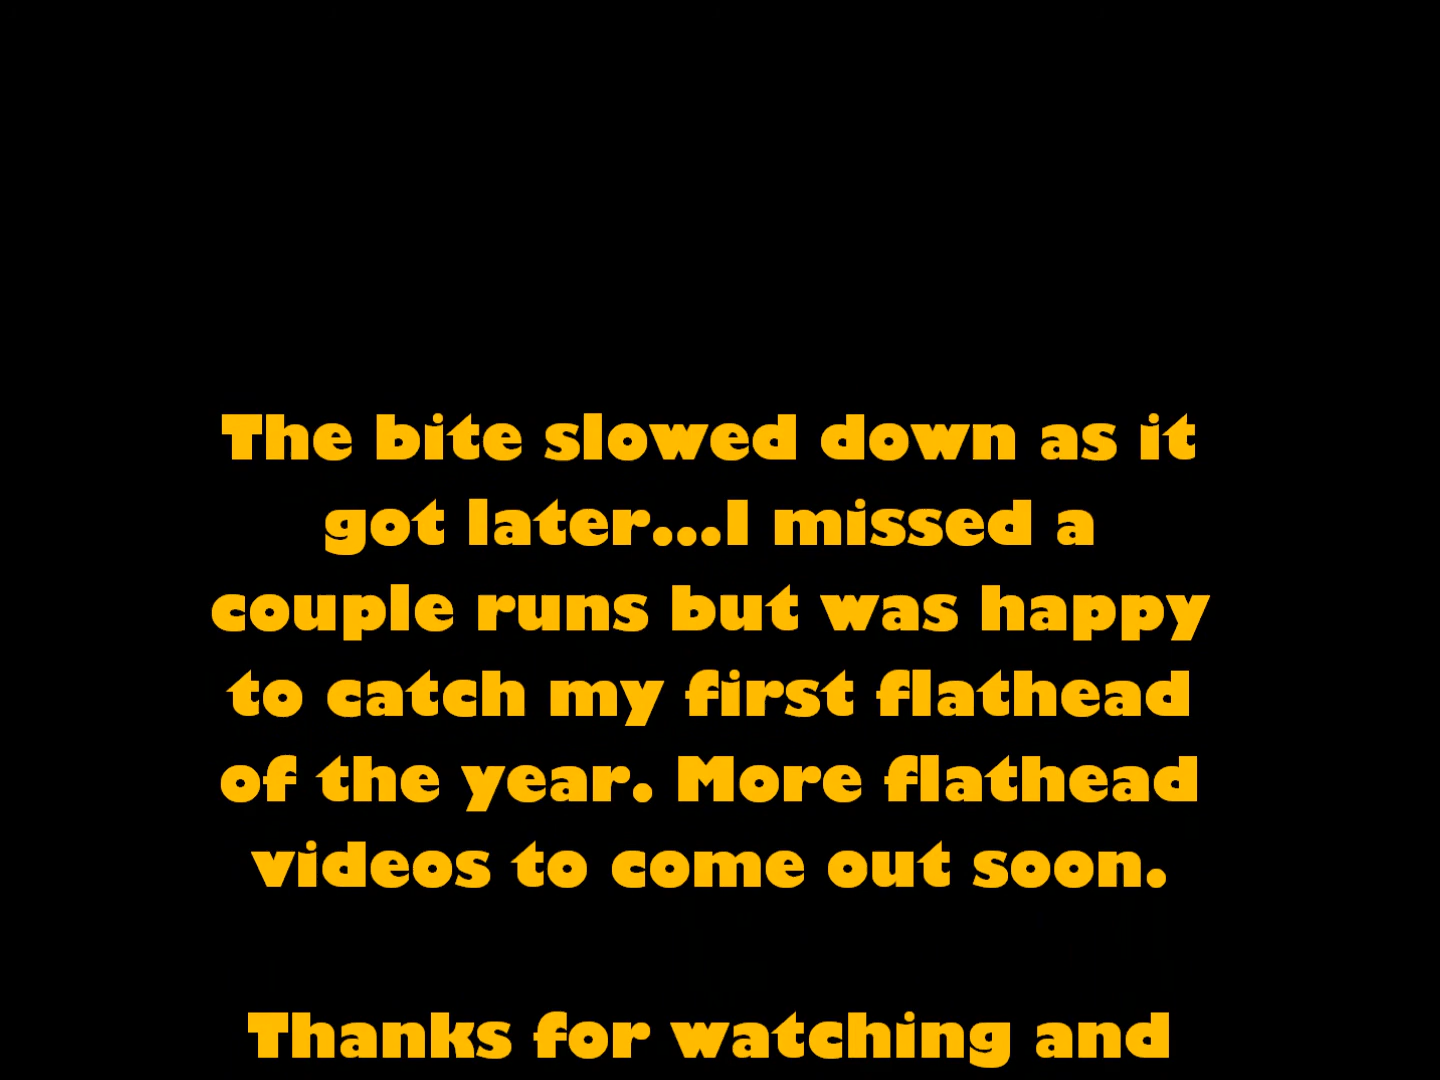 The bite slowed down as it
got later...I missed a
couple runs but was happy
to catch my first flathead
of the year. More flathead
videos to come out soon.
Thanks for watching and